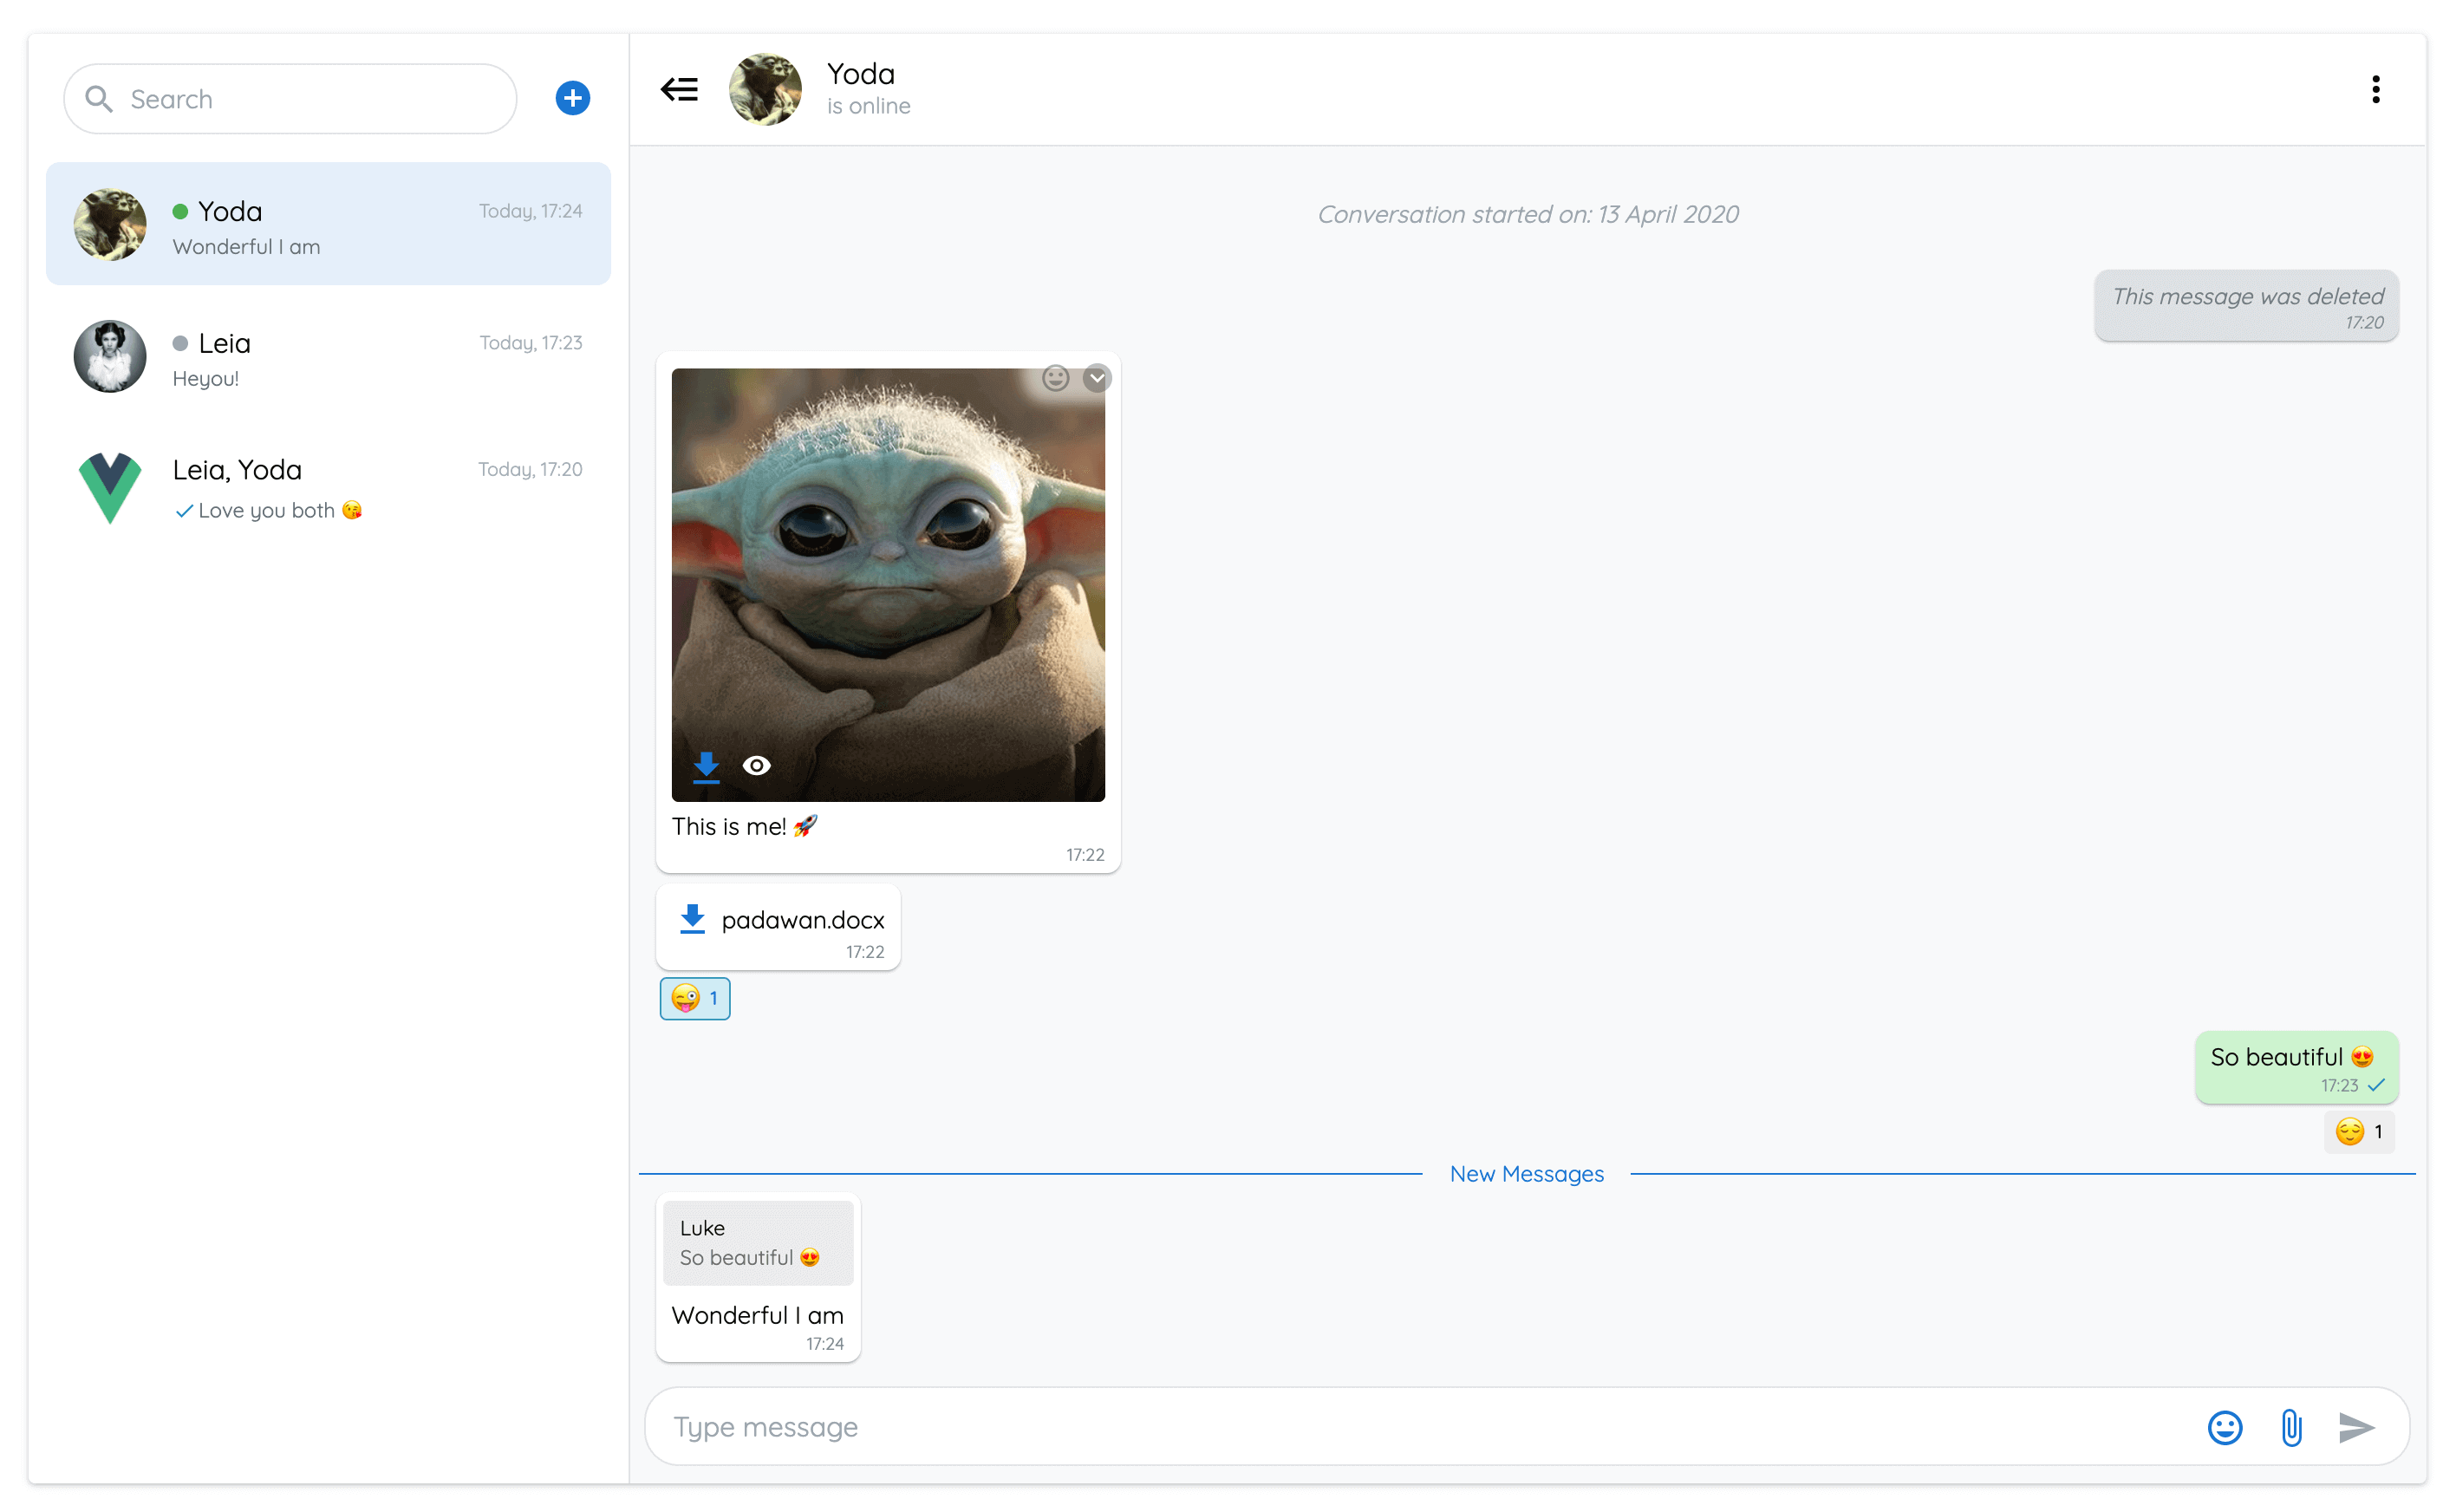 Search
Yoda
Today, 17:24
Wonderful I am
Leia
Today, 17:23
Heyou!
Leia, Yoda
Today, 17:20
Love you both 😘
Yoda
is online
Conversation started on: 13 April 2020
This message was deleted
17:20
This is me! 🚀
17:22
padawan.docx
17:22
😜 1
So beautiful 😍
17:23
😌 1
New Messages
Luke
So beautiful 😍
Wonderful I am
17:24
Type message